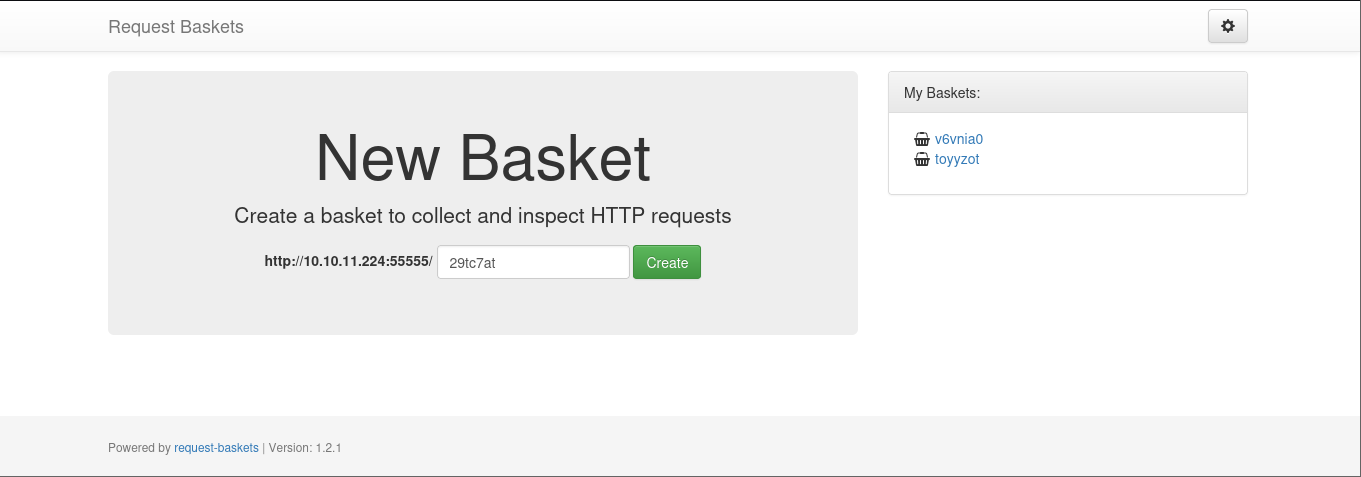 Request Baskets
New Basket
Create a basket to collect and inspect HTTP requests
http://10.10.11.224:55555/ 29tc7at Create
My Baskets:
v6vnia0
toyyzot
Powered by request-baskets | Version: 1.2.1